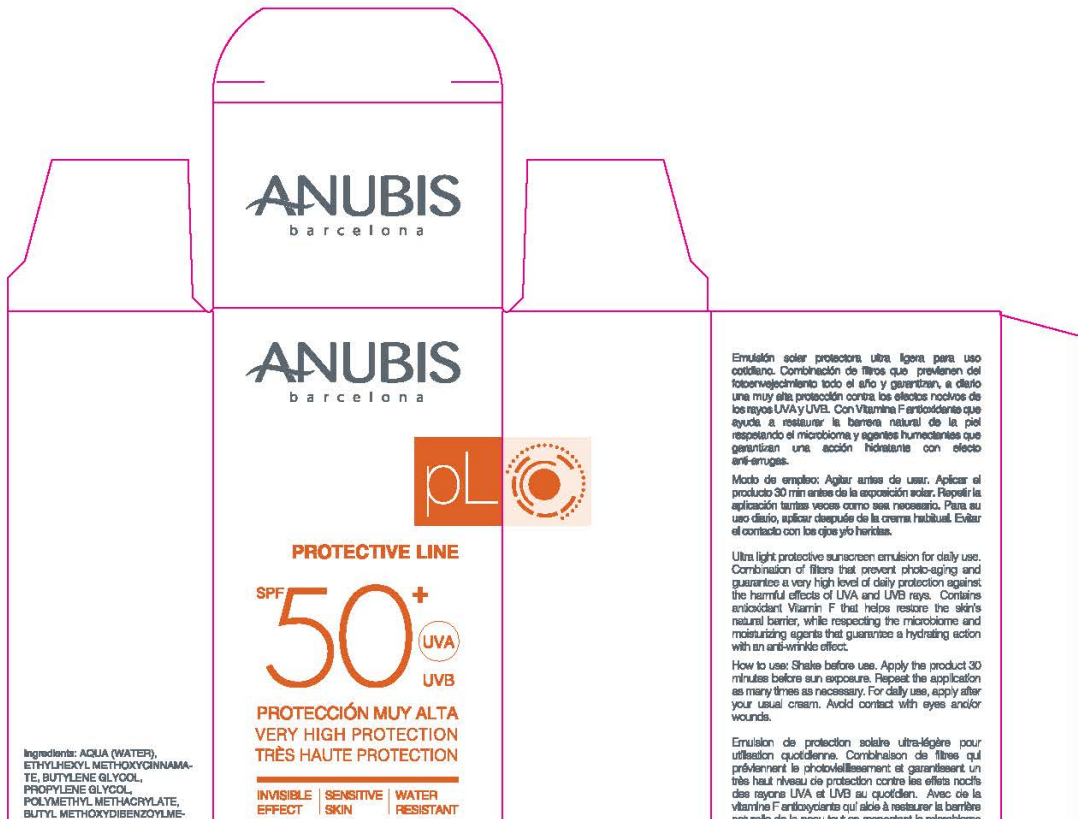 ANUBIS
barcelona
ANUBIS
barcelona
pL
PROTECTIVE LINE
SPF
50+
UVA
UVB
PROTECCIÓN MUY ALTA
VERY HIGH PROTECTION
TRÈS HAUTE PROTECTION
INVISIBLE EFFECT | SENSITIVE SKIN | WATER RESISTANT
Ingredients: AQUA (WATER),
ETHYLHEXYL METHOXYCINNAMA-
TE, BUTYLENE GLYCOL,
PROPYLENE GLYCOL,
POLYMETHYL METHACRYLATE,
BUTYL METHOXYDIBENZOYLME-
Emulsión solar protectora ultra ligera para uso
cotidiano. Combinación de filtros que previenen del
fotoenvejecimiento todo el año y garantizan, a diario
una muy alta protección contra los efectos nocivos de
los rayos UVA y UVB. Con Vitamina F antioxidante que
ayuda a restaurar la barrera natural de la piel
respetando el microbioma y agentes humectantes que
garantizan una acción hidratante con efecto
anti-arrugas.
Modo de empleo: Agitar antes de usar. Aplicar el
producto 30 min antes de la exposición solar. Repetir la
aplicación tantas veces como sea necesario. Para su
uso diario, aplicar después de la crema habitual. Evitar
el contacto con los ojos y/o heridas.
Ultra light protective sunscreen emulsion for daily use.
Combination of filters that prevent photo-aging and
guarantee a very high level of daily protection against
the harmful effects of UVA and UVB rays. Contains
antioxidant Vitamin F that helps restore the skin's
natural barrier, while respecting the microbiome and
moisturizing agents that guarantee a hydrating action
with an anti-wrinkle effect.
How to use: Shake before use. Apply the product 30
minutes before sun exposure. Repeat the application
as many times as necessary. For daily use, apply after
your usual cream. Avoid contact with eyes and/or
wounds.
Emulsion de protection solaire ultra-légère pour
utilisation quotidienne. Combinaison de filtres qui
préviennent le photovieillissement et garantissent un
très haut niveau de protection contre les effets nocifs
des rayons UVA et UVB au quotidien. Avec de la
vitamine F antioxydante qui aide à restaurer la barrière